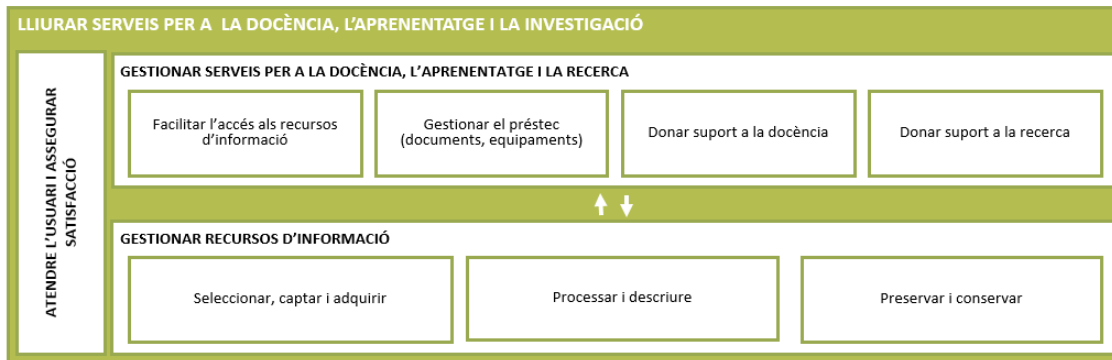 LLIURAR SERVEIS PER A  LA DOCÈNCIA, L'APRENENTATGE I LA INVESTIGACIÓ
ATENDRE L'USUARI I ASSEGURAR
SATISFACCIÓ
GESTIONAR SERVEIS PER A LA DOCÈNCIA, L'APRENENTATGE I LA RECERCA
Facilitar l'accés als recursos
d'informació
Gestionar el préstec
(documents, equipaments)
Donar suport a la docència
Donar suport a la recerca
GESTIONAR RECURSOS D'INFORMACIÓ
Seleccionar, captar i adquirir
Processar i descriure
Preservar i conservar